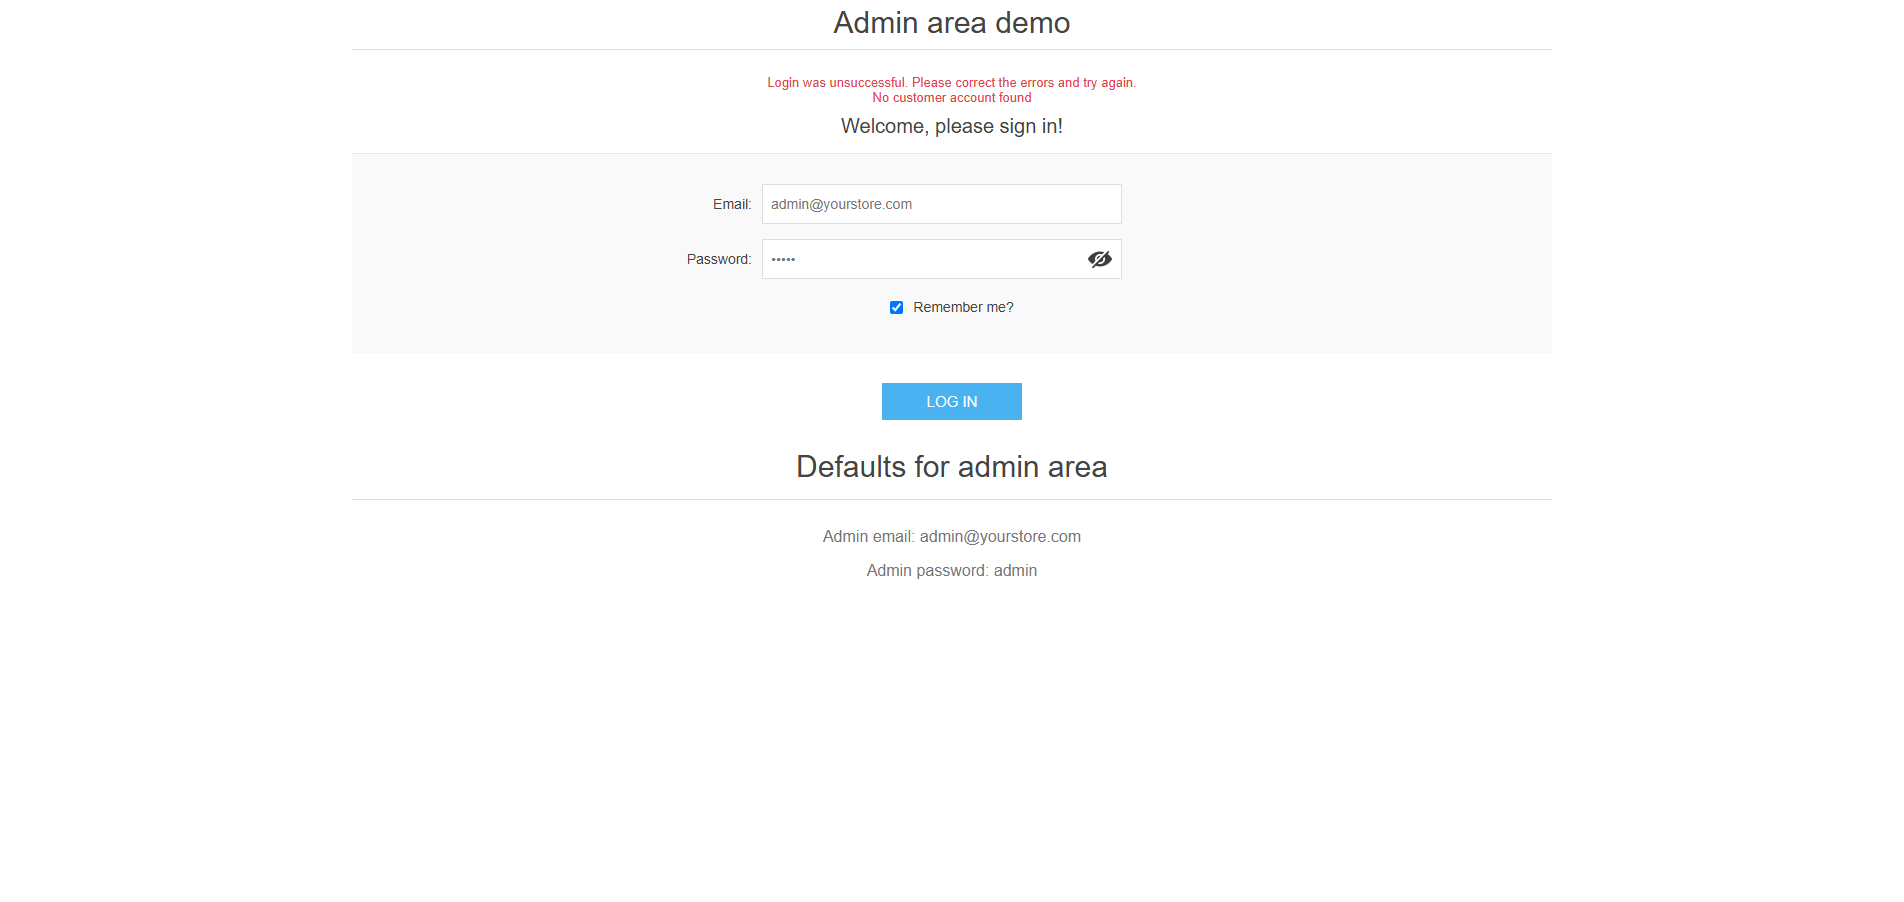 Admin area demo
Login was unsuccessful. Please correct the errors and try again.
No customer account found
Welcome, please sign in!
Email: admin@yourstore.com
Password: •••••
Remember me?
LOG IN
Defaults for admin area
Admin email: admin@yourstore.com
Admin password: admin